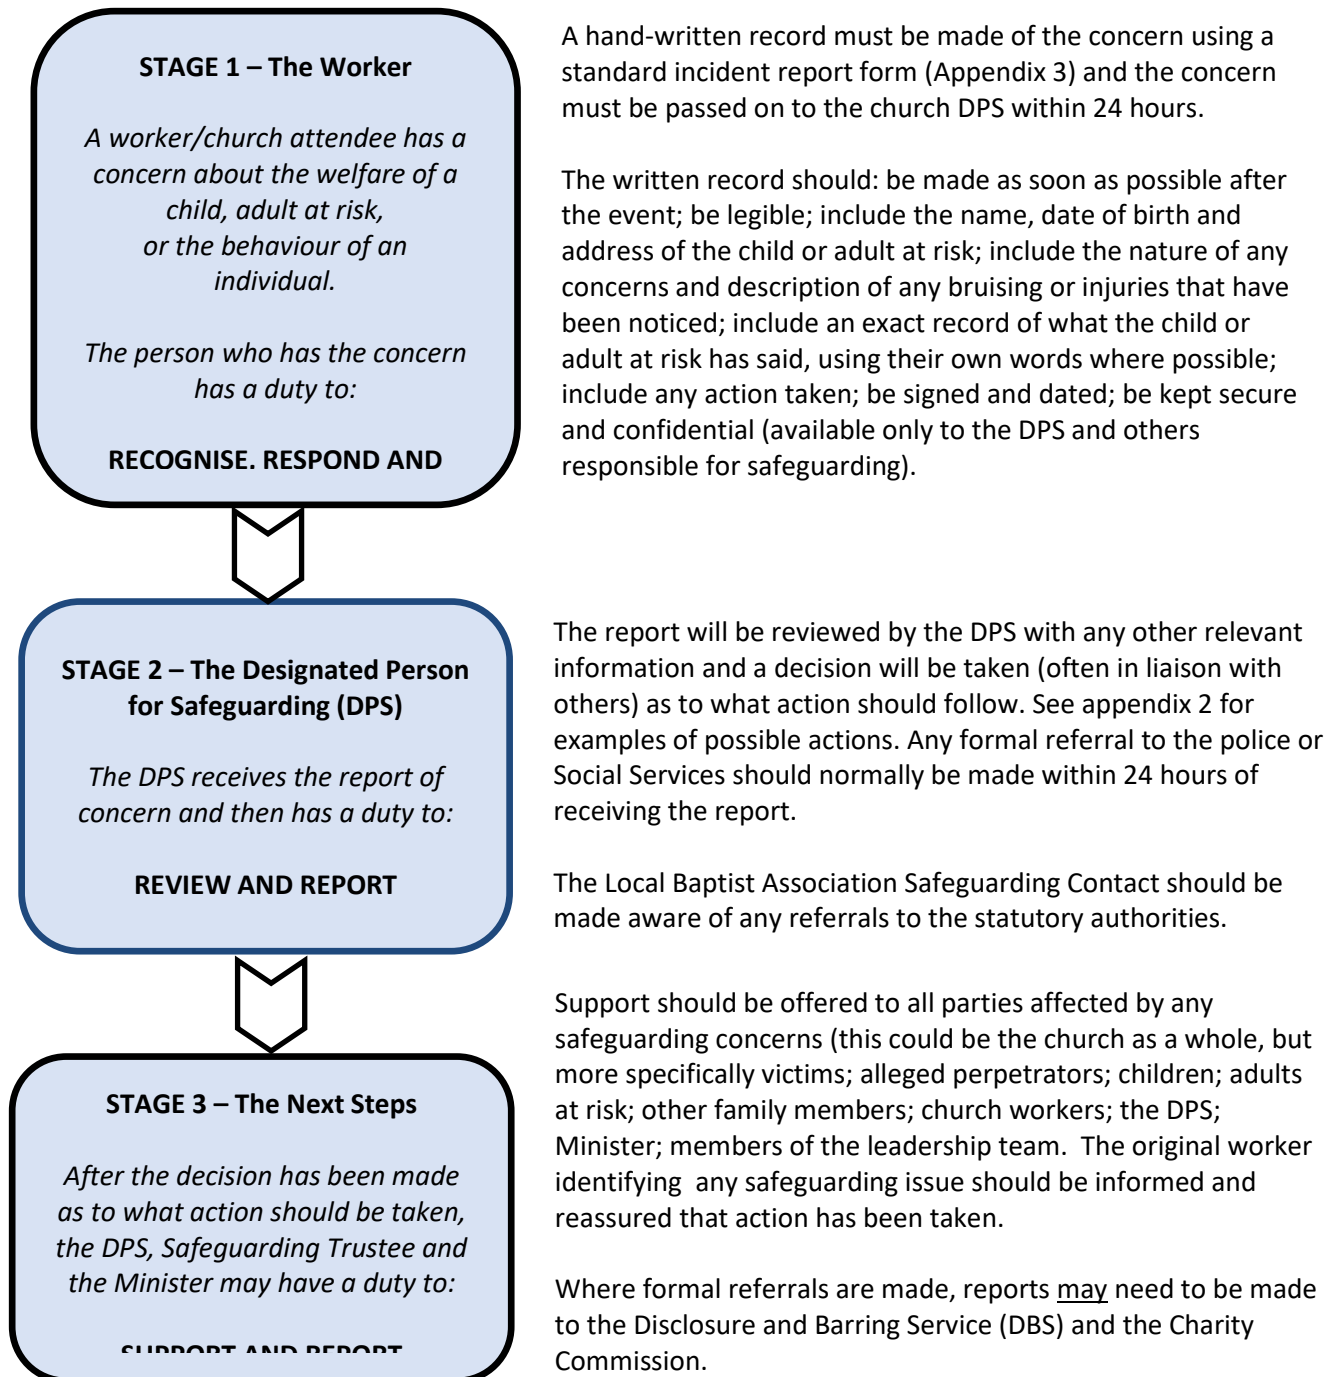 STAGE 1 – The Worker
A worker/church attendee has a
concern about the welfare of a
child, adult at risk,
or the behaviour of an
individual.
The person who has the concern
has a duty to:
RECOGNISE. RESPOND AND
A hand-written record must be made of the concern using a
standard incident report form (Appendix 3) and the concern
must be passed on to the church DPS within 24 hours.
The written record should: be made as soon as possible after
the event; be legible; include the name, date of birth and
address of the child or adult at risk; include the nature of any
concerns and description of any bruising or injuries that have
been noticed; include an exact record of what the child or
adult at risk has said, using their own words where possible;
include any action taken; be signed and dated; be kept secure
and confidential (available only to the DPS and others
responsible for safeguarding).
STAGE 2 – The Designated Person
for Safeguarding (DPS)
The DPS receives the report of
concern and then has a duty to:
REVIEW AND REPORT
The report will be reviewed by the DPS with any other relevant
information and a decision will be taken (often in liaison with
others) as to what action should follow. See appendix 2 for
examples of possible actions. Any formal referral to the police or
Social Services should normally be made within 24 hours of
receiving the report.
The Local Baptist Association Safeguarding Contact should be
made aware of any referrals to the statutory authorities.
STAGE 3 – The Next Steps
After the decision has been made
as to what action should be taken,
the DPS, Safeguarding Trustee and
the Minister may have a duty to:
SUPPORT AND REPORT
Support should be offered to all parties affected by any
safeguarding concerns (this could be the church as a whole, but
more specifically victims; alleged perpetrators; children; adults
at risk; other family members; church workers; the DPS;
Minister; members of the leadership team. The original worker
identifying any safeguarding issue should be informed and
reassured that action has been taken.
Where formal referrals are made, reports may need to be made
to the Disclosure and Barring Service (DBS) and the Charity
Commission.